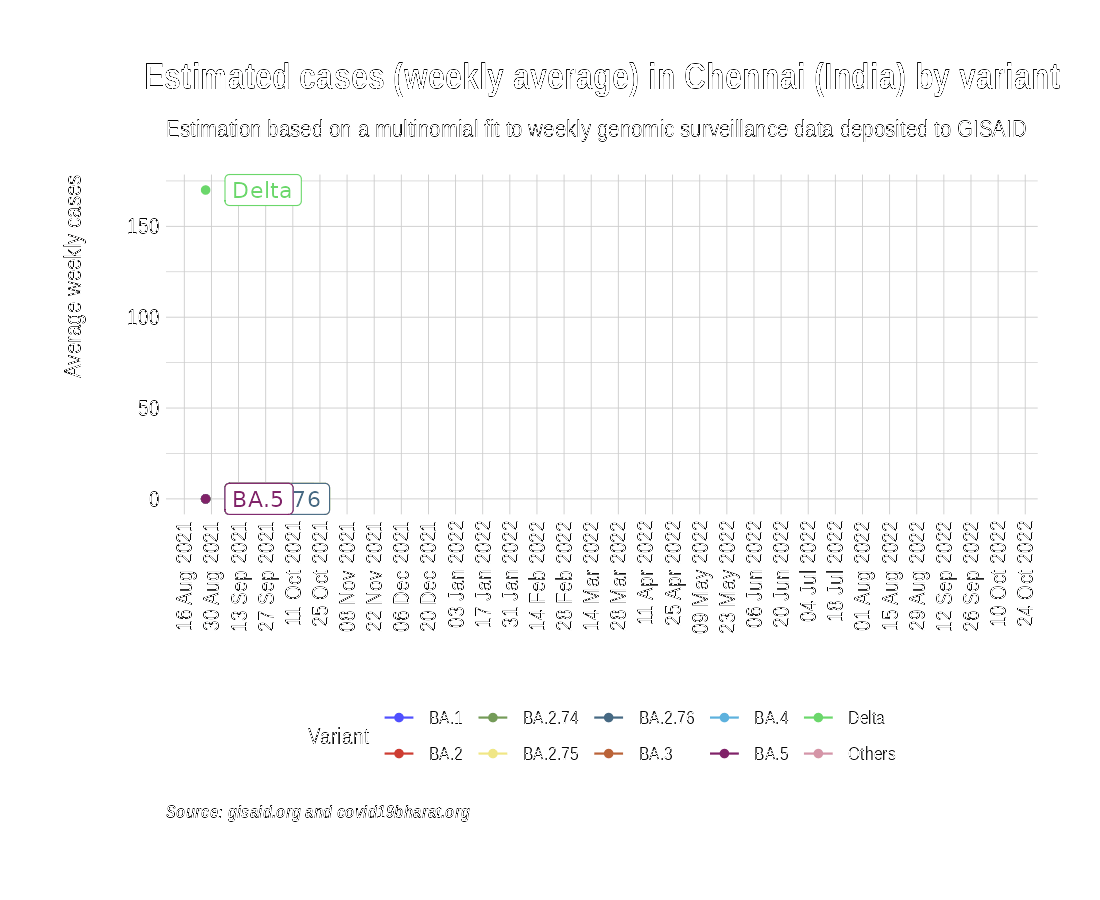 Estimated cases (weekly average) in Chennai (India) by variant
Estimation based on a multinomial fit to weekly genomic surveillance data deposited to GISAID
Average weekly cases
150
100
50
0
Delta
BA.5
76
16 Aug 2021
30 Aug 2021
13 Sep 2021
27 Sep 2021
11 Oct 2021
25 Oct 2021
08 Nov 2021
22 Nov 2021
06 Dec 2021
20 Dec 2021
03 Jan 2022
17 Jan 2022
31 Jan 2022
14 Feb 2022
28 Feb 2022
14 Mar 2022
28 Mar 2022
11 Apr 2022
25 Apr 2022
09 May 2022
23 May 2022
06 Jun 2022
20 Jun 2022
04 Jul 2022
18 Jul 2022
01 Aug 2022
15 Aug 2022
29 Aug 2022
12 Sep 2022
26 Sep 2022
10 Oct 2022
24 Oct 2022
Variant
BA.1 BA.2.74 BA.2.76 BA.4 Delta
BA.2 BA.2.75 BA.3 BA.5 Others
Source: gisaid.org and covid19bharat.org